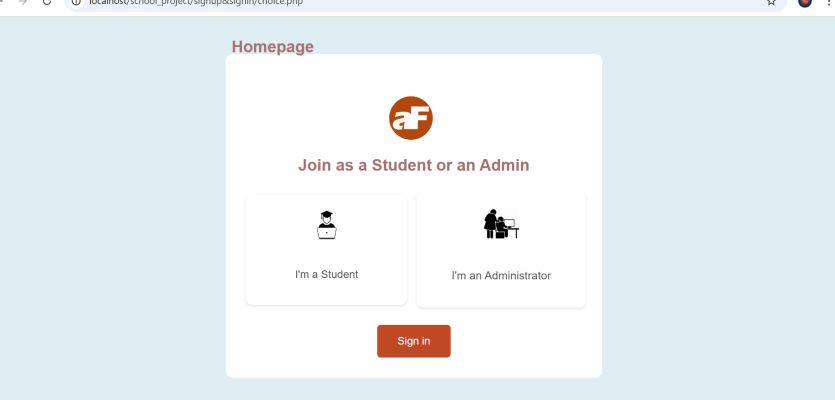 localhost/school_project/signup&signin/choice.php
Homepage
aF
Join as a Student or an Admin
I'm a Student
I'm an Administrator
Sign in